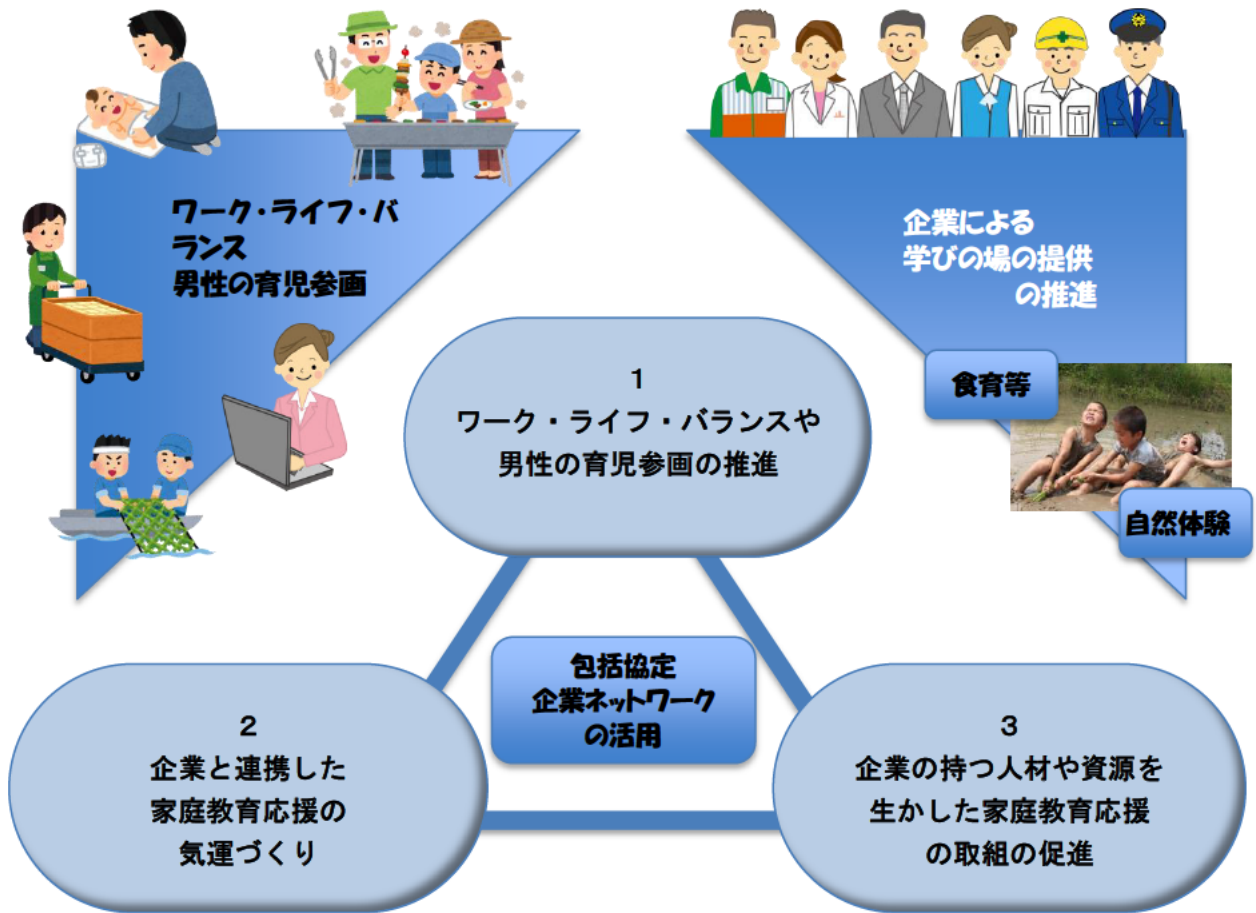 ワーク・ライフ・バ
ランス
男性の育児参画
企業による
学びの場の提供
の推進
食育等
自然体験
1
ワーク・ライフ・バランスや
男性の育児参画の推進
包括協定
企業ネットワーク
の活用
2
企業と連携した
家庭教育応援の
気運づくり
3
企業の持つ人材や資源を
生かした家庭教育応援
の取組の促進